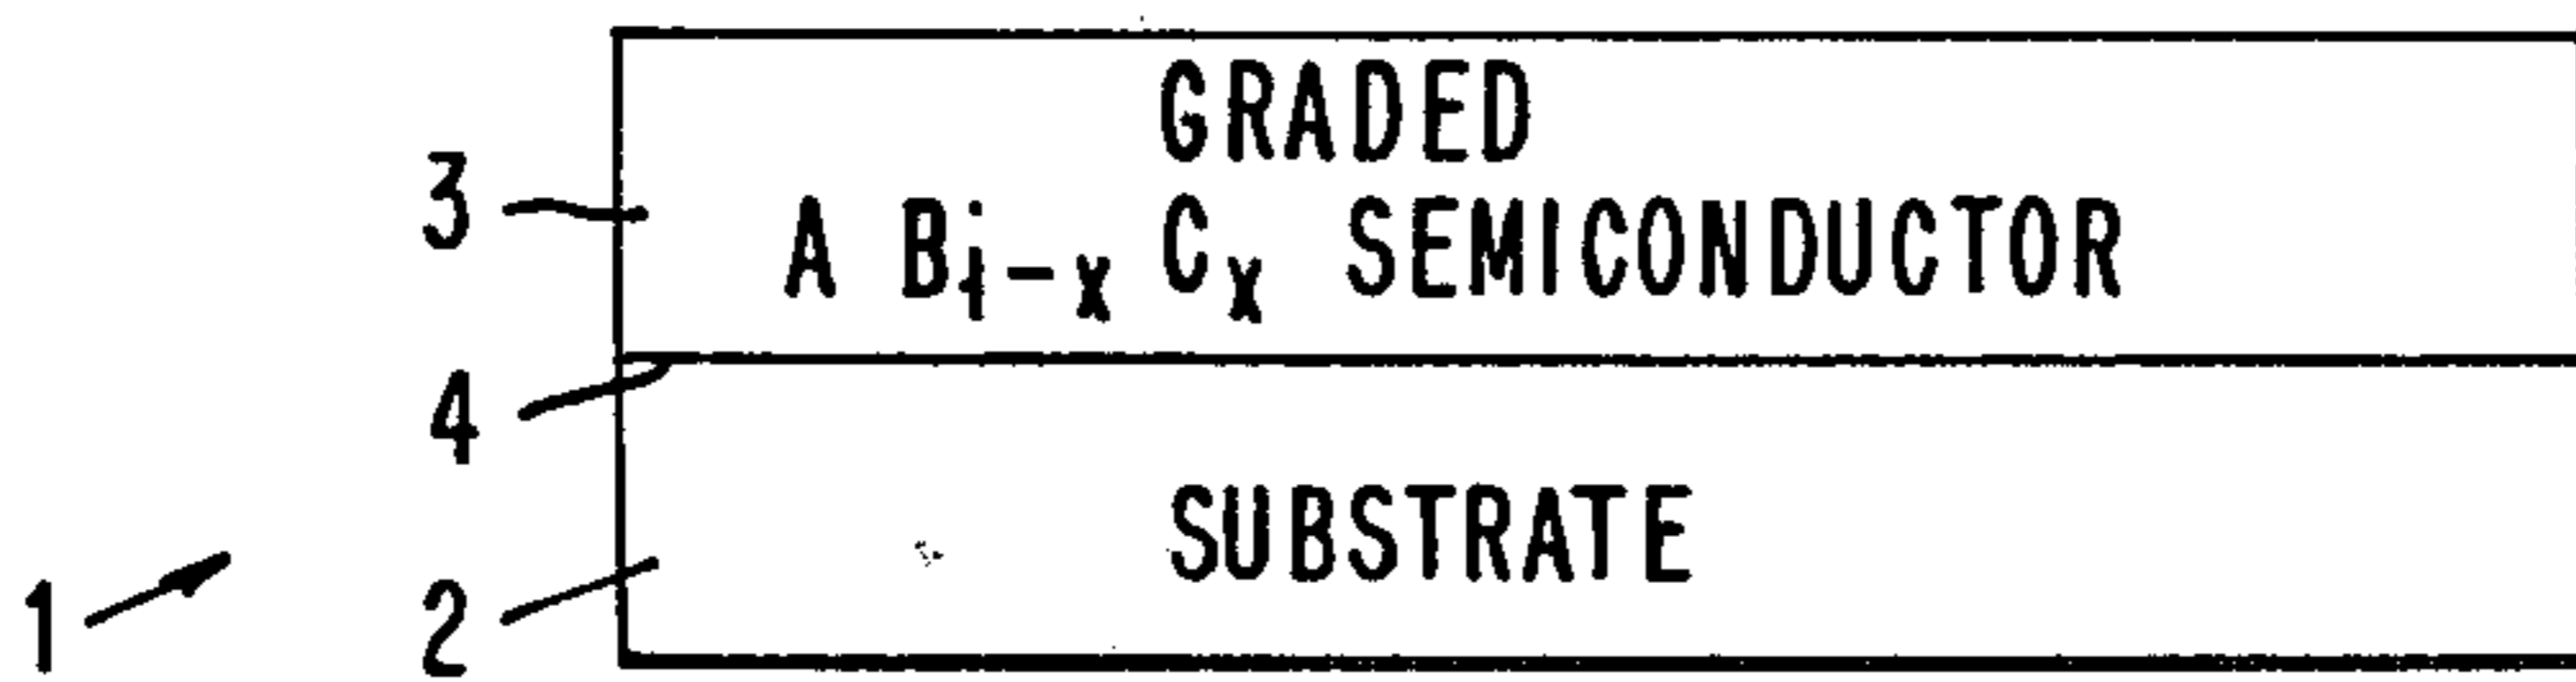 GRADED
3
A B₁₋ₓ Cₓ SEMICONDUCTOR
4
SUBSTRATE
1
2